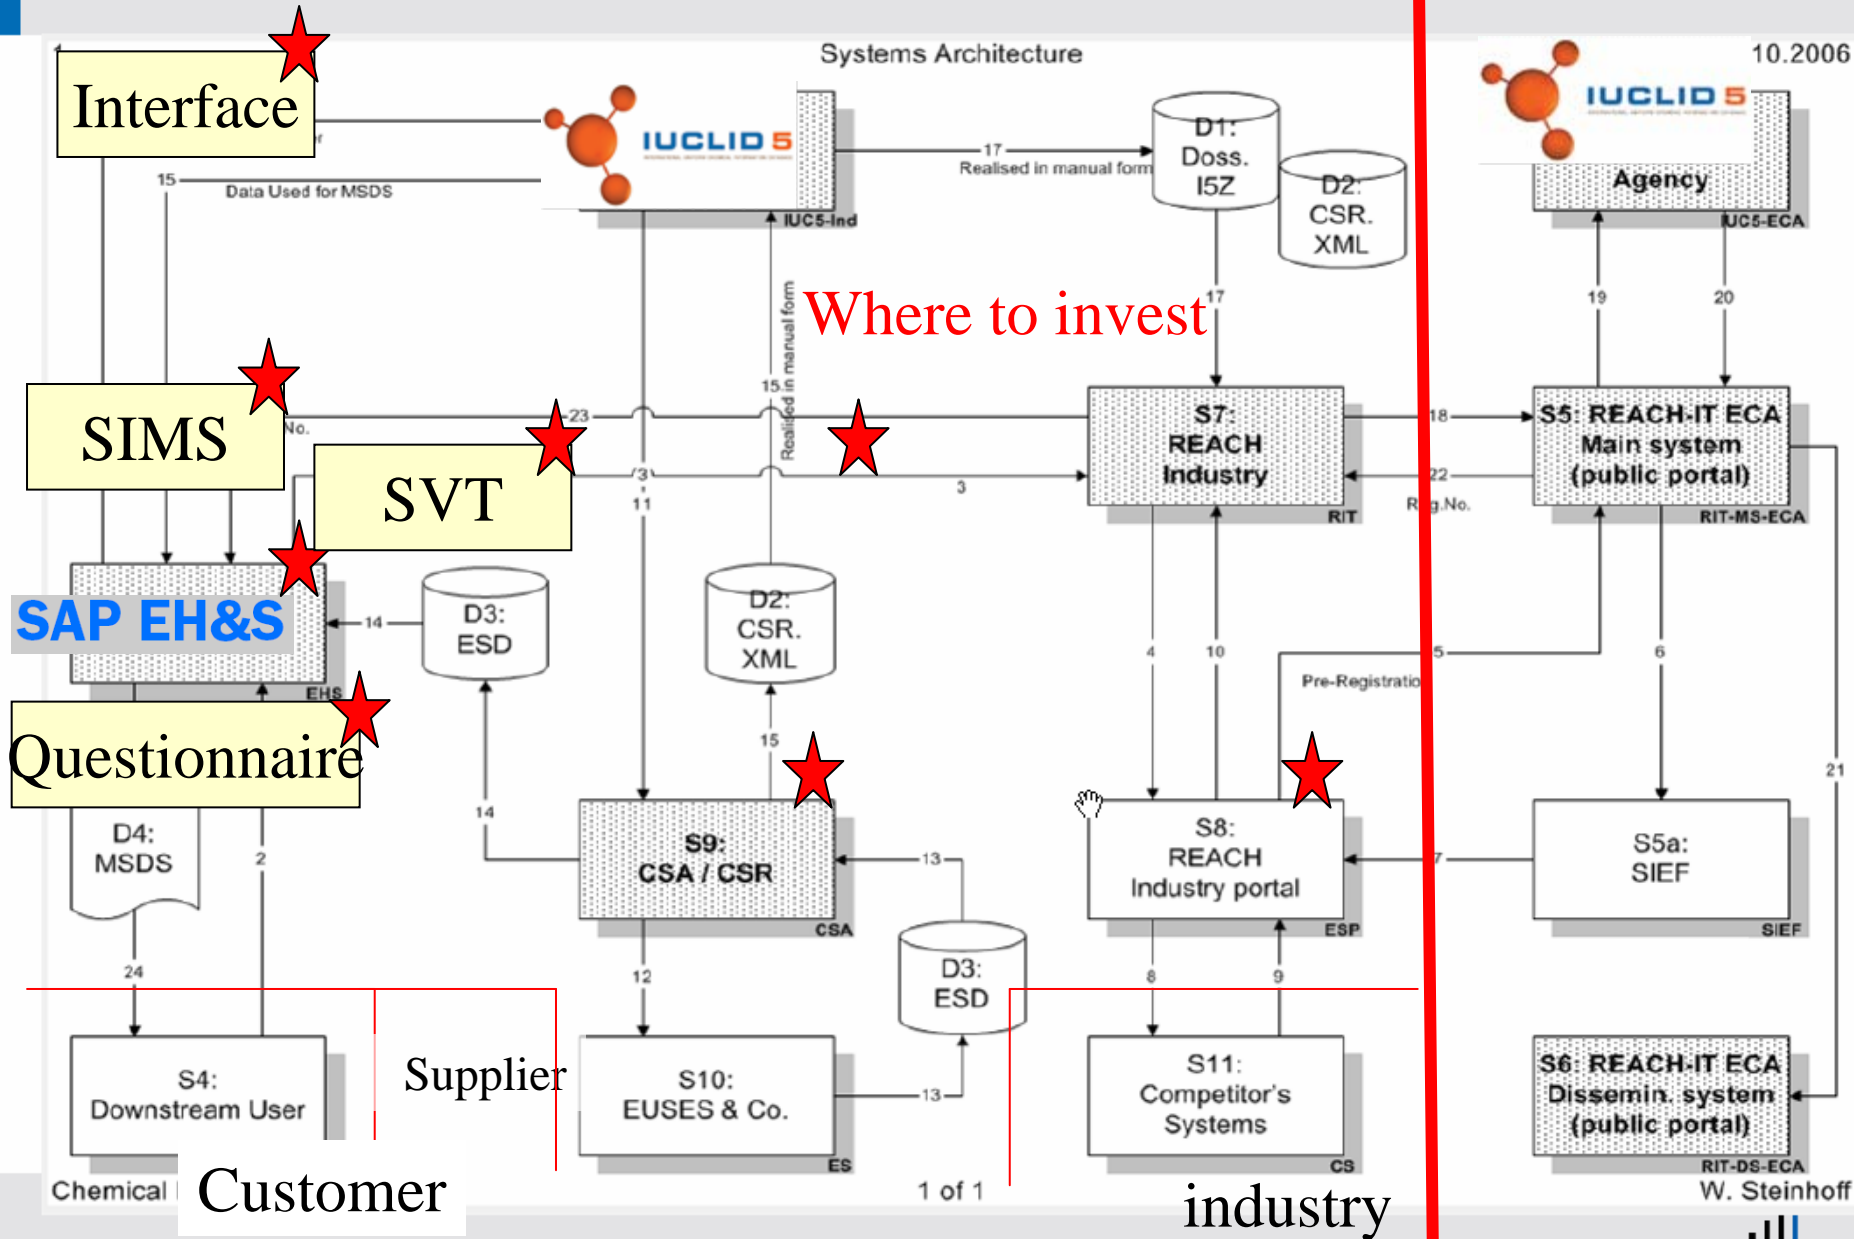 Systems Architecture
10.2006
Interface
IUCLID 5
17
Realised in manual form
D1:
Doss.
I5Z
D2:
CSR.
XML
IUCLID 5
Agency
IUC5-ECA
15
Data Used for MSDS
IUC5-Ind
Where to invest
17
19
20
15
Realised in manual form
SIMS
No.
23
S7:
REACH
Industry
RIT
18
S5: REACH-IT ECA
Main system
(public portal)
RIT-MS-ECA
SVT
3
11
3
22
Reg.No.
SAP EH&S
EHS
14
D3:
ESD
D2:
CSR.
XML
4
10
5
6
Pre-Registratio
Questionnaire
15
21
D4:
MSDS
2
14
S9:
CSA / CSR
CSA
13
S8:
REACH
Industry portal
ESP
7
S5a:
SIEF
SIEF
24
12
D3:
ESD
8
9
S4:
Downstream User
Supplier
S10:
EUSES & Co.
ES
13
S11:
Competitor's
Systems
CS
S6: REACH-IT ECA
Dissemin. system
(public portal)
RIT-DS-ECA
Chemical
Customer
1 of 1
industry
W. Steinhoff